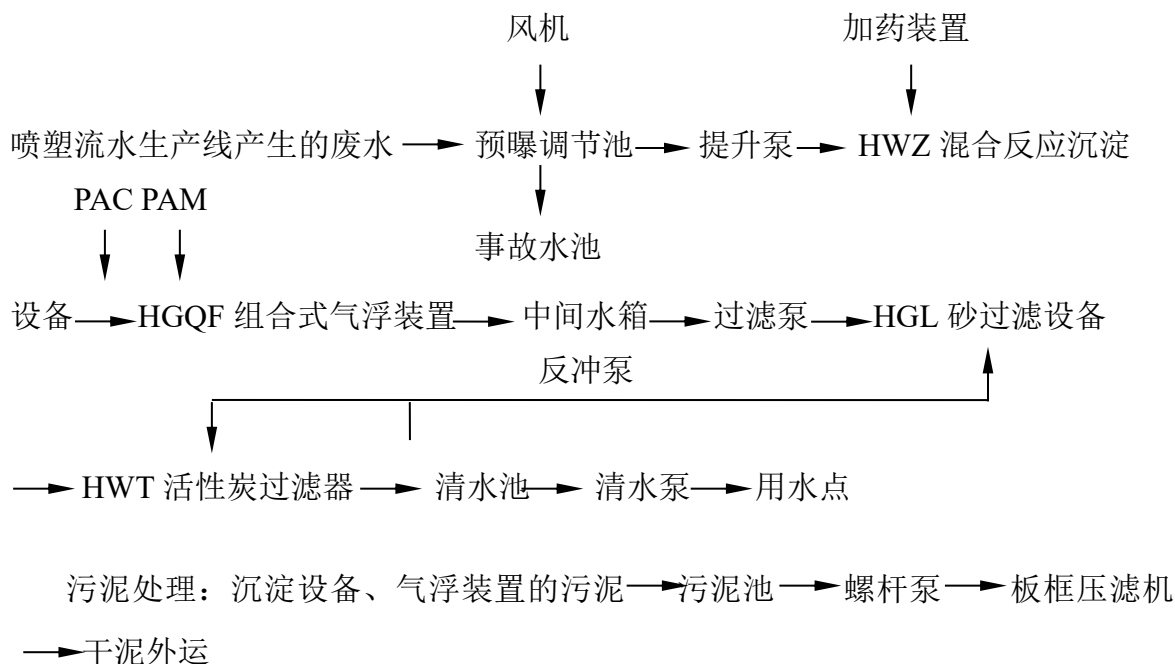 风机 加药装置
喷塑流水生产线产生的废水 预曝调节池 提升泵 HWZ 混合反应沉淀
PAC PAM
事故水池
设备 HGQF 组合式气浮装置 中间水箱 过滤泵 HGL 砂过滤设备
反冲泵
HWT 活性炭过滤器 清水池 清水泵 用水点
污泥处理：沉淀设备、气浮装置的污泥 污泥池 螺杆泵 板框压滤机
干泥外运